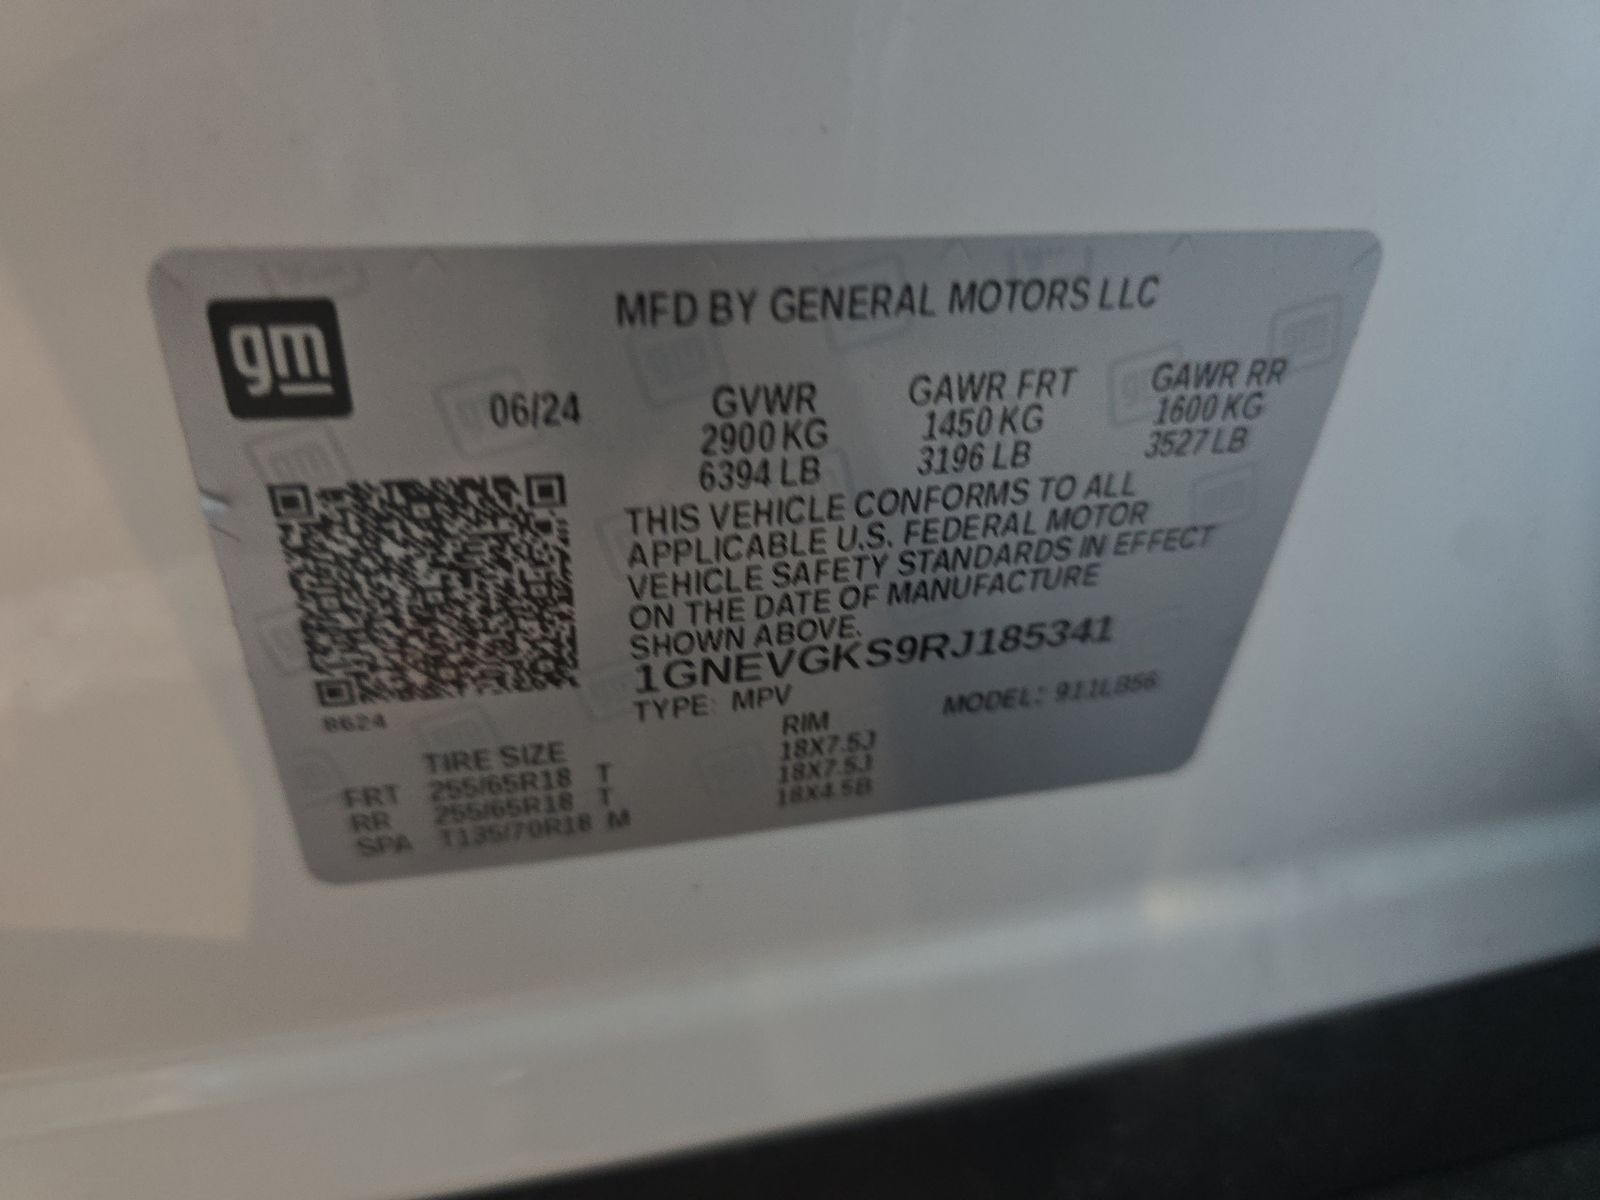 gm
MFD BY GENERAL MOTORS LLC
06/24 GVWR GAWR FRT GAWR RR
2900 KG 1450 KG 1600 KG
6394 LB 3196 LB 3527 LB
THIS VEHICLE CONFORMS TO ALL
APPLICABLE U.S. FEDERAL MOTOR
VEHICLE SAFETY STANDARDS IN EFFECT
ON THE DATE OF MANUFACTURE
SHOWN ABOVE.
1GNEVGKS9RJ185341
TYPE: MPV MODEL: 911LB56
8624
TIRE SIZE RIM
FRT 255/65R18 T 18X7.5J
RR 255/65R18 T 18X7.5J
SPA T135/70R18 M 18X4.5B